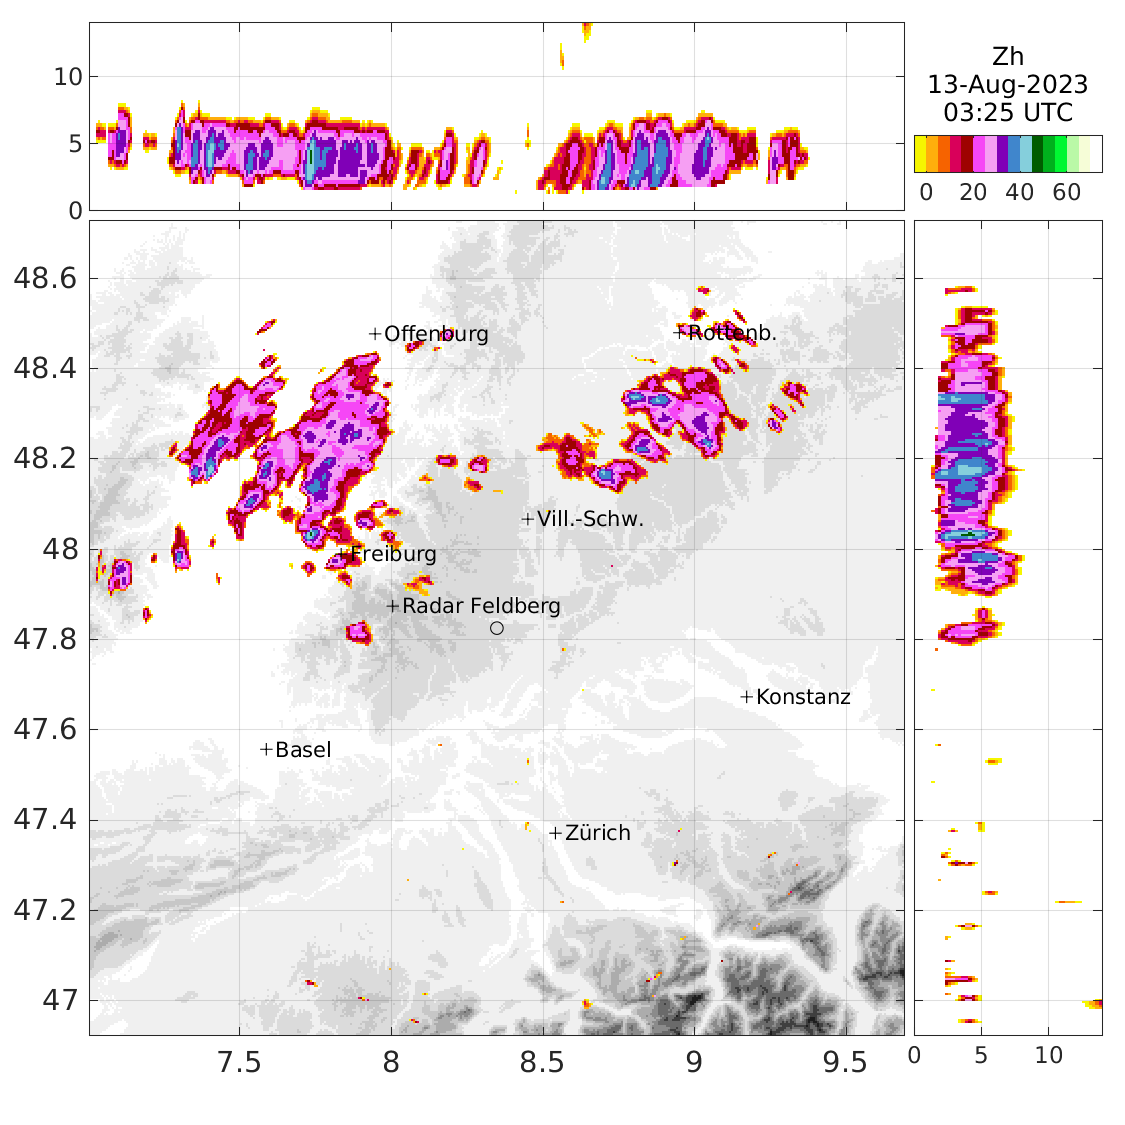 10
5
0
Zh
13-Aug-2023
03:25 UTC
0 20 40 60
48.6
48.4
48.2
48
47.8
47.6
47.4
47.2
47
Offenburg
Rottenb.
Vill.-Schw.
Freiburg
Radar Feldberg
Konstanz
Basel
Zürich
7.5 8 8.5 9 9.5
0 5 10